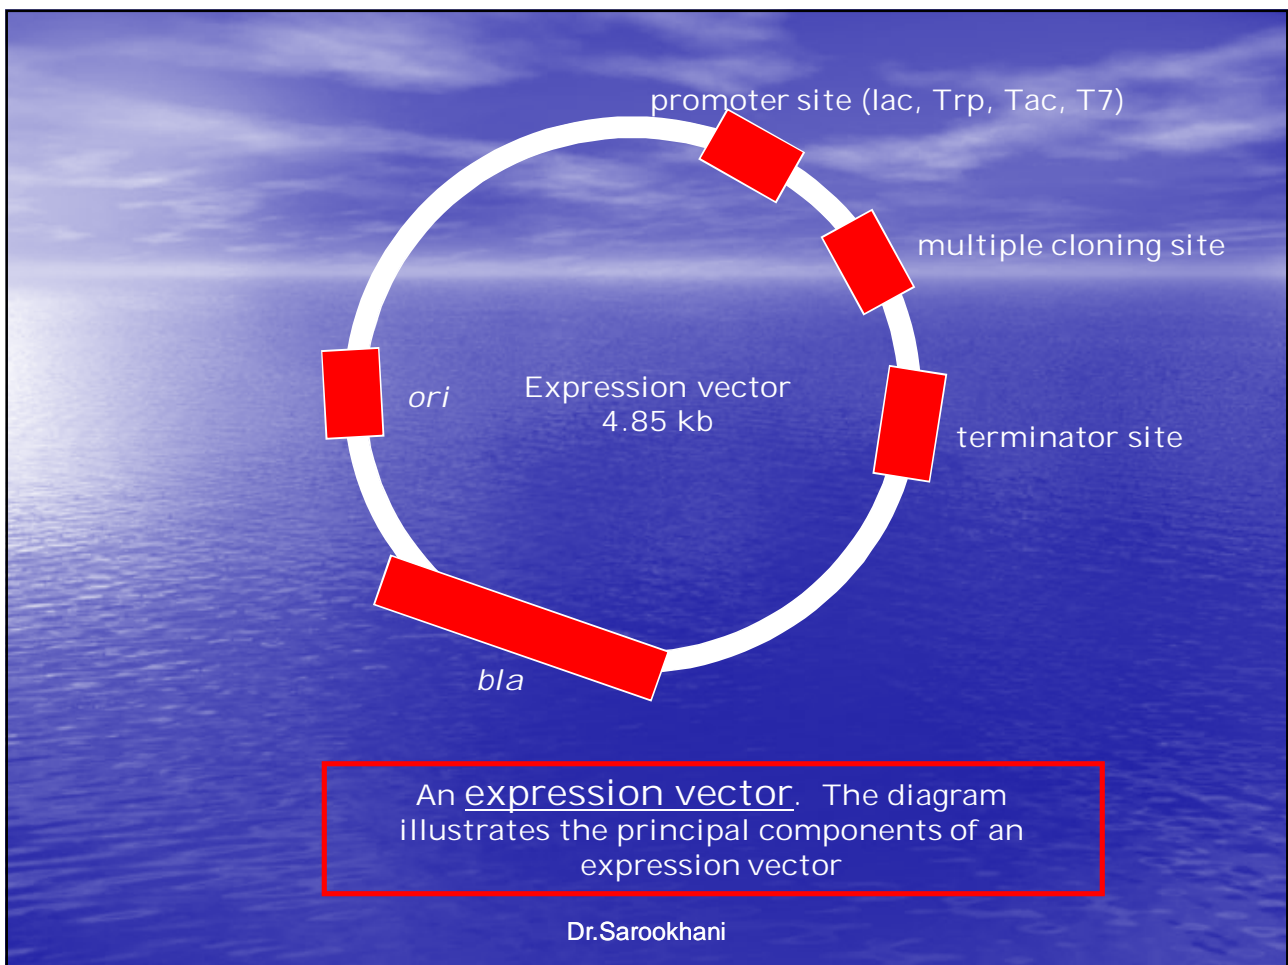 promoter site (lac, Trp, Tac, T7)
multiple cloning site
ori
Expression vector
4.85 kb
terminator site
bla
An expression vector. The diagram
illustrates the principal components of an
expression vector
Dr.Sarookhani